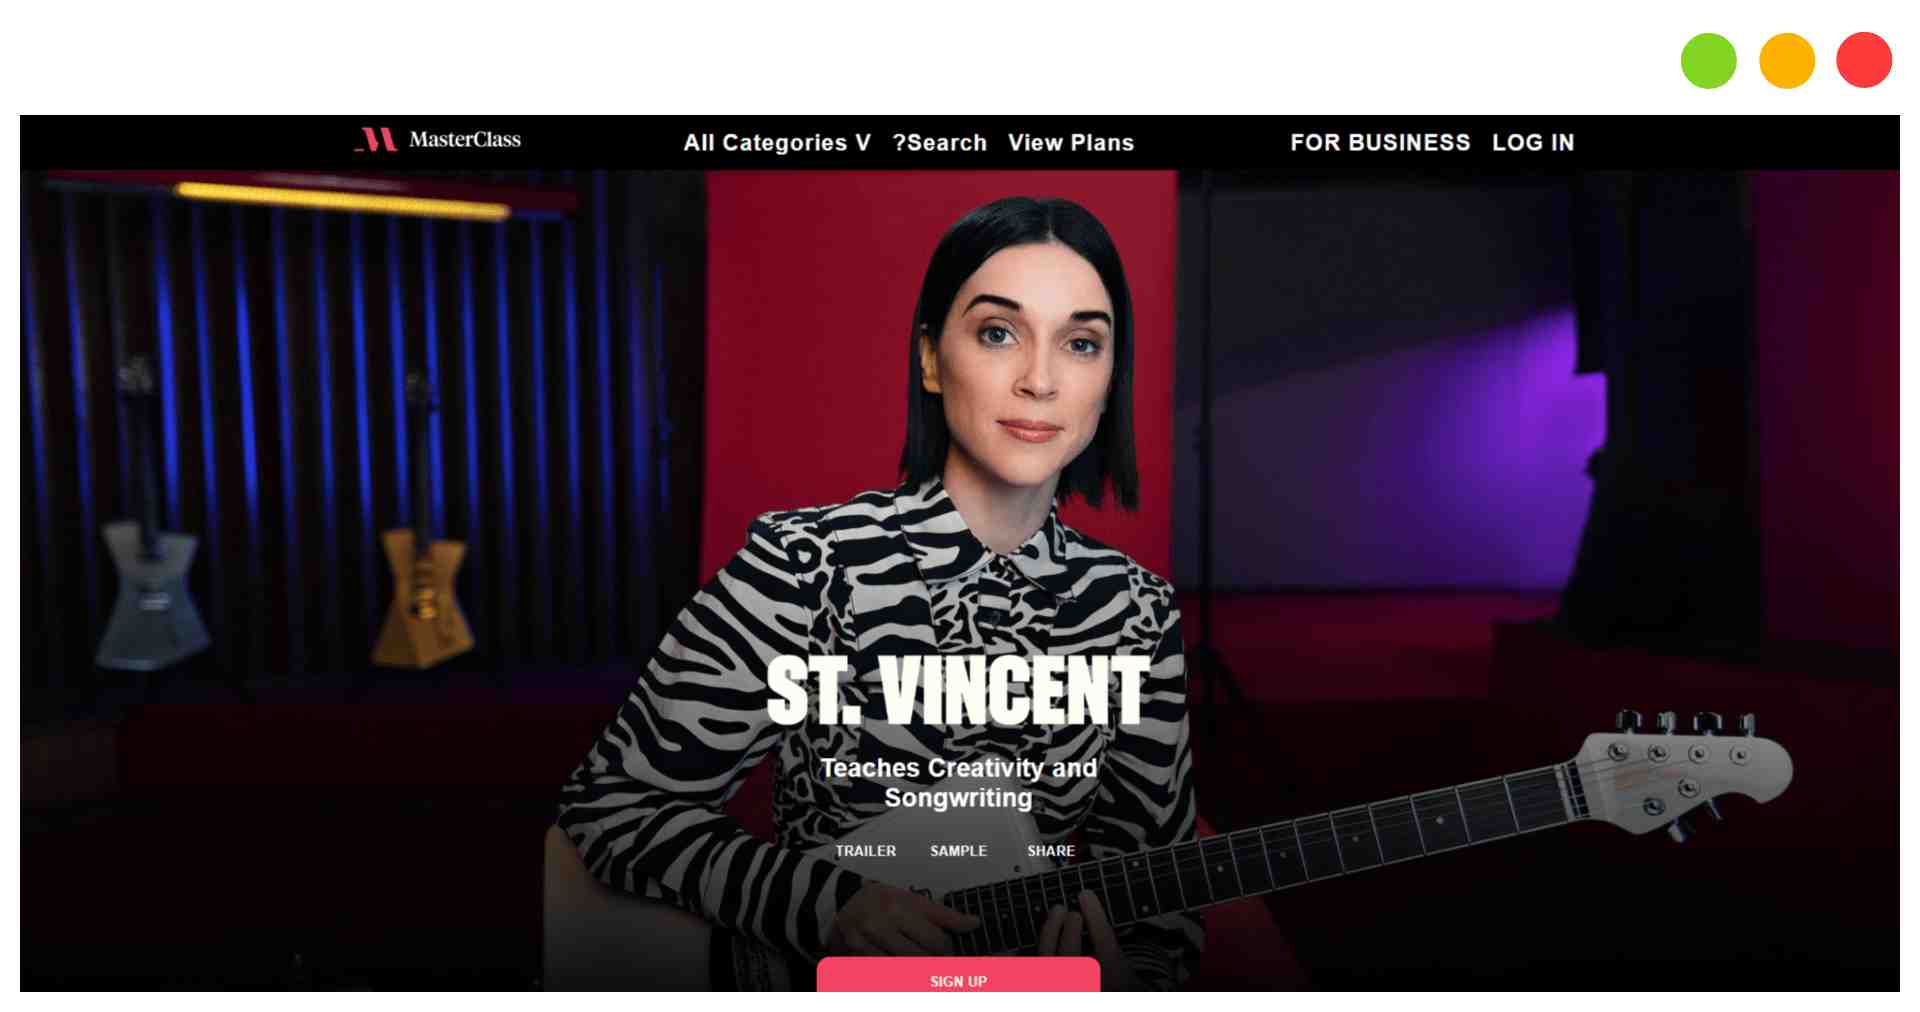 MasterClass
All Categories V ?Search View Plans
FOR BUSINESS LOG IN
ST. VINCENT
Teaches Creativity and
Songwriting
TRAILER SAMPLE SHARE
SIGN UP